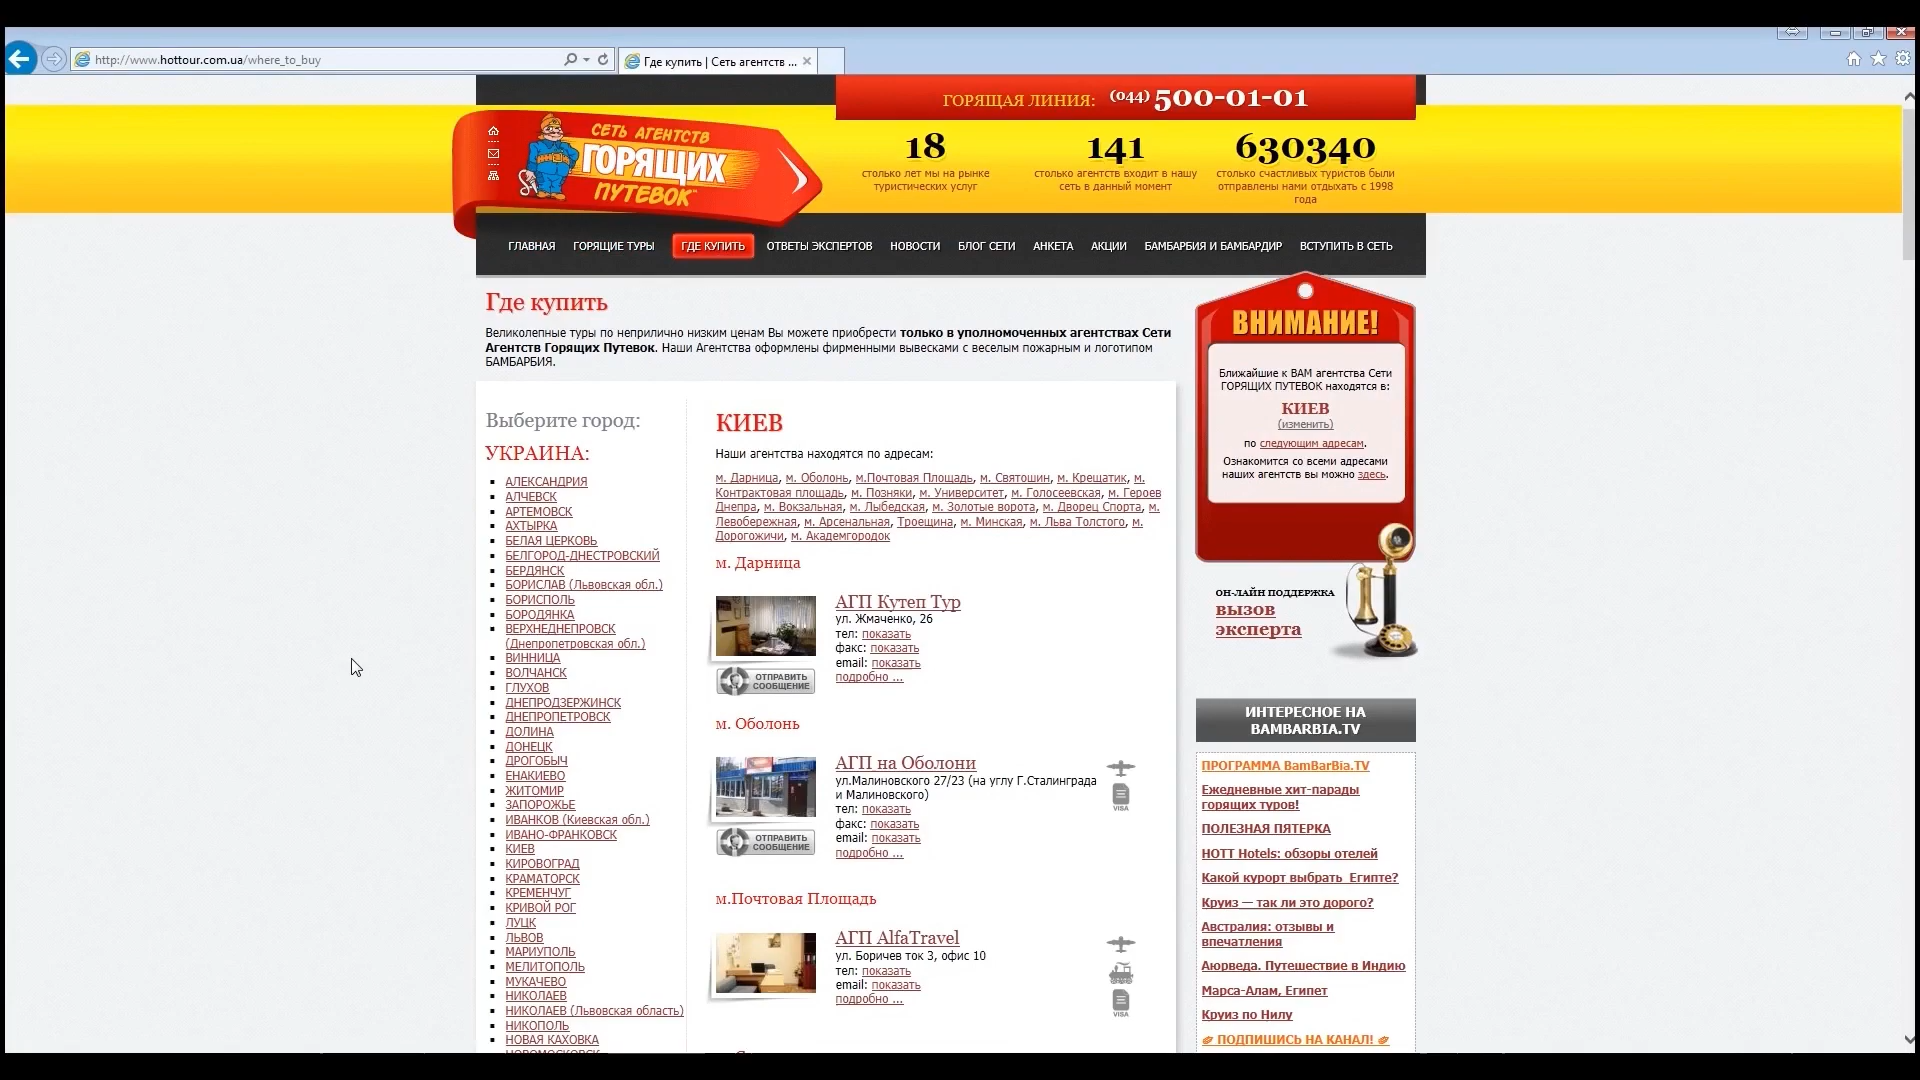 http://www.hottour.com.ua/where_to_buy
Где купить | Сеть агентств ...
ГОРЯЩАЯ ЛИНИЯ: (044) 500-01-01
СЕТЬ АГЕНТСТВ
ГОРЯЩИХ
ПУТЕВОК
18
столько лет мы на рынке
туристических услуг
141
столько агентств входит в нашу
сеть в данный момент
630340
столько счастливых туристов были
отправлены нами отдыхать с 1998
года
ГЛАВНАЯ ГОРЯЩИЕ ТУРЫ ГДЕ КУПИТЬ ОТВЕТЫ ЭКСПЕРТОВ НОВОСТИ БЛОГ СЕТИ АНКЕТА АКЦИИ БАМБАРБИЯ И БАМБАРДИР ВСТУПИТЬ В СЕТЬ
Где купить
Великолепные туры по неприлично низким ценам Вы можете приобрести только в уполномоченных агентствах Сети
Агентств Горящих Путевок. Наши Агентства оформлены фирменными вывесками с веселым пожарным и логотипом
БАМБАРБИЯ.
Выберите город:
УКРАИНА:
АЛЕКСАНДРИЯ
АЛЧЕВСК
АРТЕМОВСК
АХТЫРКА
БЕЛАЯ ЦЕРКОВЬ
БЕЛГОРОД-ДНЕСТРОВСКИЙ
БЕРДЯНСК
БОРИСЛАВ (Львовская обл.)
БОРИСПОЛЬ
БОРОДЯНКА
ВЕРХНЕДНЕПРОВСК
(Днепропетровская обл.)
ВИННИЦА
ВОЛЧАНСК
ГЛУХОВ
ДНЕПРОДЗЕРЖИНСК
ДНЕПРОПЕТРОВСК
ДОЛИНА
ДОНЕЦК
ДРОГОБЫЧ
ЕНАКИЕВО
ЖИТОМИР
ЗАПОРОЖЬЕ
ИВАНКОВ (Киевская обл.)
ИВАНО-ФРАНКОВСК
КИЕВ
КИРОВОГРАД
КРАМАТОРСК
КРЕМЕНЧУГ
КРИВОЙ РОГ
ЛУЦК
ЛЬВОВ
МАРИУПОЛЬ
МЕЛИТОПОЛЬ
МУКАЧЕВО
НИКОЛАЕВ
НИКОЛАЕВ (Львовская область)
НИКОПОЛЬ
НОВАЯ КАХОВКА
КИЕВ
Наши агентства находятся по адресам:
м. Дарница, м. Оболонь, м.Почтовая Площадь, м. Святошин, м. Крещатик, м.
Контрактовая площадь, м. Позняки, м. Университет, м. Голосеевская, м. Героев
Днепра, м. Вокзальная, м. Лыбедская, м. Золотые ворота, м. Дворец Спорта, м.
Левобережная, м. Арсенальная, Троещина, м. Минская, м. Льва Толстого, м.
Дорогожичи, м. Академгородок
м. Дарница
АГП Кутеп Тур
ул. Жмаченко, 26
тел: показать
факс: показать
email: показать
подробно ...
ОТПРАВИТЬ
СООБЩЕНИЕ
м. Оболонь
АГП на Оболони
ул.Малиновского 27/23 (на углу Г.Сталинграда
и Малиновского)
тел: показать
факс: показать
email: показать
подробно ...
ОТПРАВИТЬ
СООБЩЕНИЕ
VISA
м.Почтовая Площадь
АГП AlfaTravel
ул. Боричев ток 3, офис 10
тел: показать
email: показать
подробно ...
VISA
ВНИМАНИЕ!
Ближайшие к ВАМ агентства Сети
ГОРЯЩИХ ПУТЕВОК находятся в:
КИЕВ
(изменить)
по следующим адресам.
Ознакомится со всеми адресами
наших агентств вы можно здесь.
ОН-ЛАЙН ПОДДЕРЖКА
вызов
эксперта
ИНТЕРЕСНОЕ НА
BAMBARBIA.TV
ПРОГРАММА BamBarBia.TV
Ежедневные хит-парады
горящих туров!
ПОЛЕЗНАЯ ПЯТЕРКА
HOTT Hotels: обзоры отелей
Какой курорт выбрать Египте?
Круиз — так ли это дорого?
Австралия: отзывы и
впечатления
Аюрведа. Путешествие в Индию
Марса-Алам, Египет
Круиз по Нилу
ПОДПИШИСЬ НА КАНАЛ!